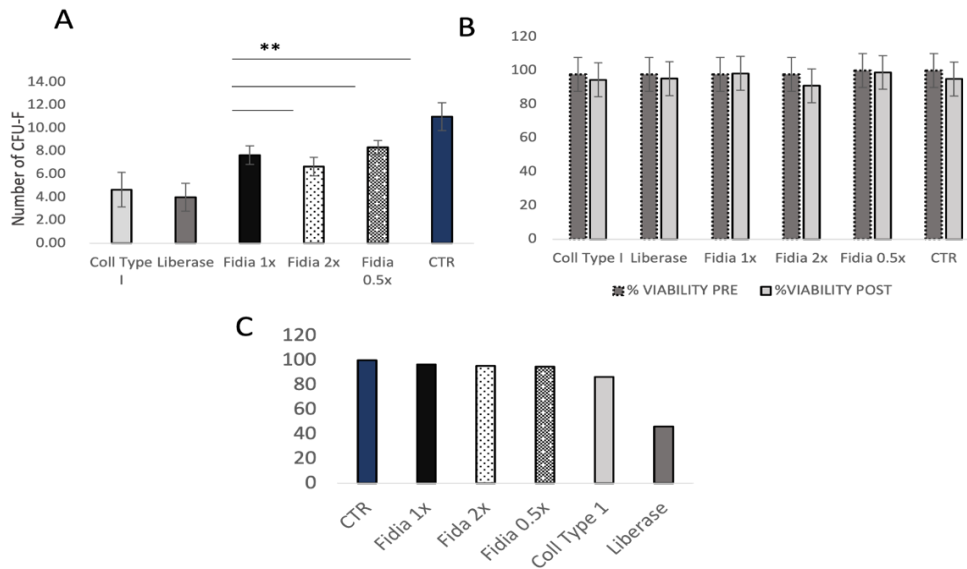 A
**
Number of CFU-F
14.00
12.00
10.00
8.00
6.00
4.00
2.00
0.00
Coll Type I Liberase Fidia 1x Fidia 2x Fidia 0.5x CTR
B
120
100
80
60
40
20
0
Coll Type I Liberase Fidia 1x Fidia 2x Fidia 0.5x CTR
% VIABILITY PRE %VIABILITY POST
C
120
100
80
60
40
20
0
CTR Fidia 1x Fida 2x Fidia 0.5x Coll Type 1 Liberase